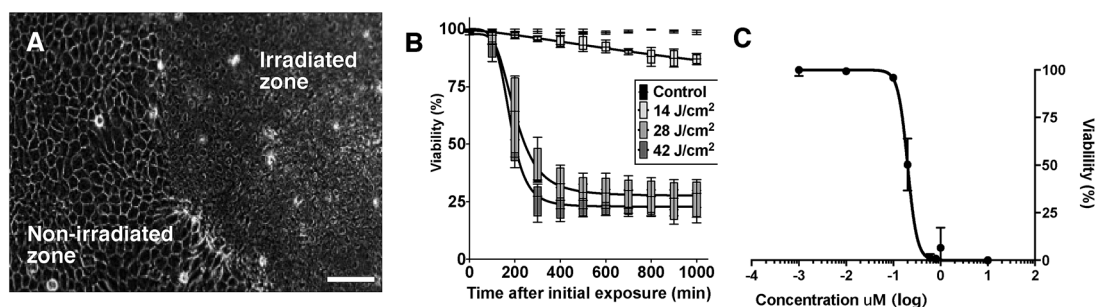 A
Irradiated
zone
Non-irradiated
zone
B
Viability (%)
100
75
50
25
0
0 200 400 600 800 1000
Time after initial exposure (min)
Control
14 J/cm²
28 J/cm²
42 J/cm²
C
100
75
50
25
0
Viablility (%)
-4 -3 -2 -1 0 1 2
Concentration uM (log)